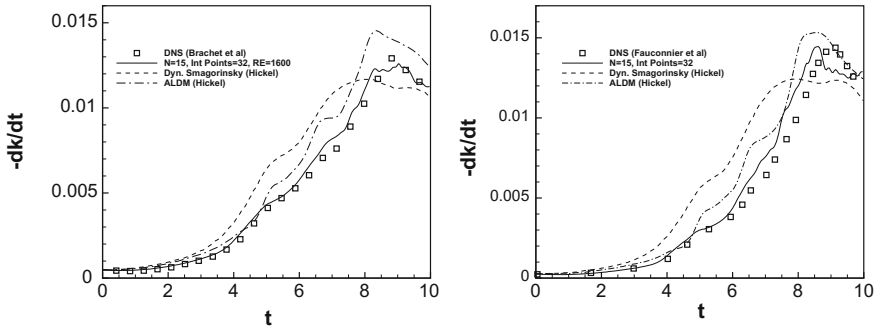 0.015
0.01
0.005
0
-dk/dt
0 2 4 6 8 10
t
DNS (Brachet et al)
N=15, Int Points=32, RE=1600
Dyn. Smagorinsky (Hickel)
ALDM (Hickel)
0.015
0.01
0.005
0
-dk/dt
0 2 4 6 8 10
t
DNS (Fauconnier et al)
N=15, Int Points=32
Dyn. Smagorinsky (Hickel)
ALDM (Hickel)